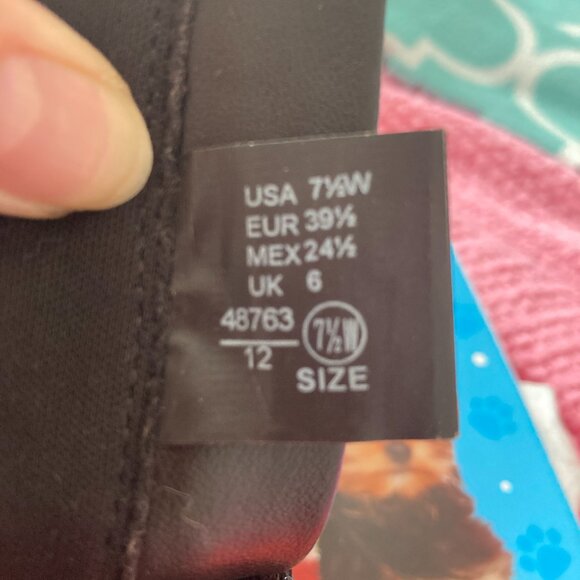 USA 7½W
EUR 39½
MEX 24½
UK 6
48763
12
7½W
SIZE